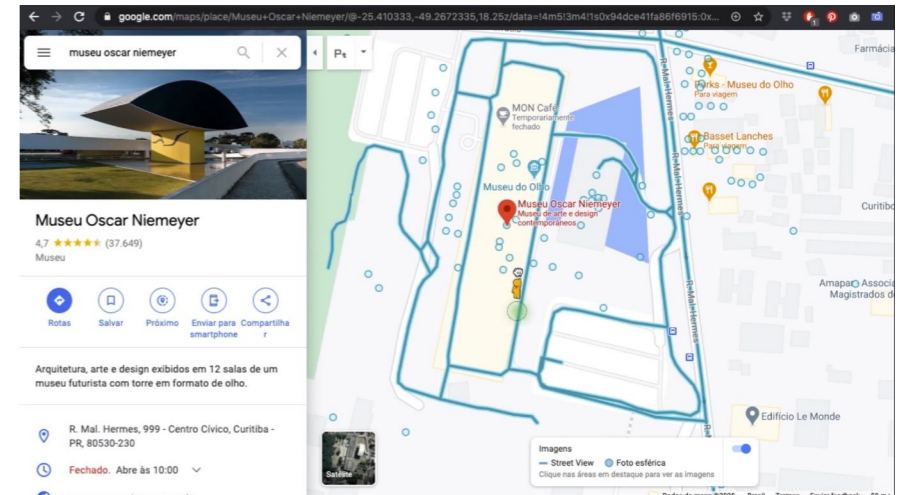 google.com/maps/place/Museu+Oscar+Niemeyer/@-25.410333,-49.2672335,18.25z/data=!4m5!3m4!1s0x94dce41fa86f6915:0x...
museu oscar niemeyer
Museu Oscar Niemeyer
4,7 (37.649)
Museu
Rotas
Salvar
Próximo
Enviar para smartphone
Compartilha
r
Arquitetura, arte e design exibidos em 12 salas de um
museu futurista com torre em formato de olho.
R. Mal. Hermes, 999 - Centro Cívico, Curitiba -
PR, 80530-230
Fechado. Abre às 10:00
Satélite
MON Café
Temporariamente
fechado
Museu do Olho
Museu Oscar Niemeyer
Museu de arte e design
contemporâneos
R. Mal. Hermes
R. Mal. Hermes
R. Mal. Hermes
Farmácia
Parks - Museu do Olho
Para viagem
Basset Lanches
Para viagem
Curitibo
Amapar Associa
Magistrados d
Edifício Le Monde
Imagens
Street View
Foto esférica
Clique nas áreas em destaque para ver as imagens